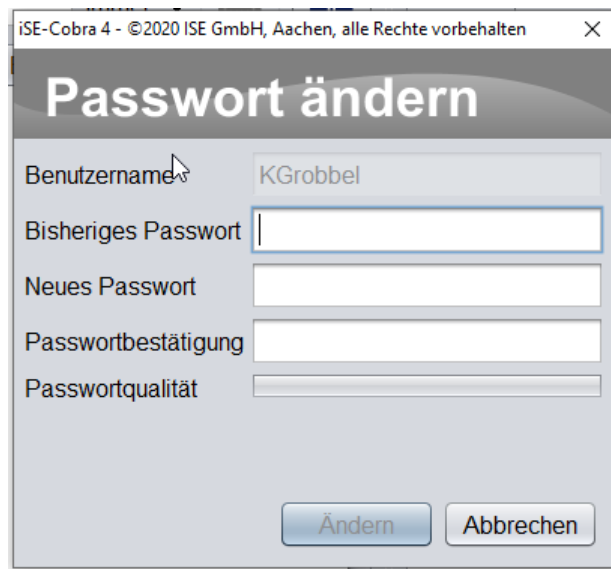 iSE-Cobra 4 - ©2020 ISE GmbH, Aachen, alle Rechte vorbehalten
Passwort ändern
Benutzername KGrobbel
Bisheriges Passwort
Neues Passwort
Passwortbestätigung
Passwortqualität
Ändern Abbrechen